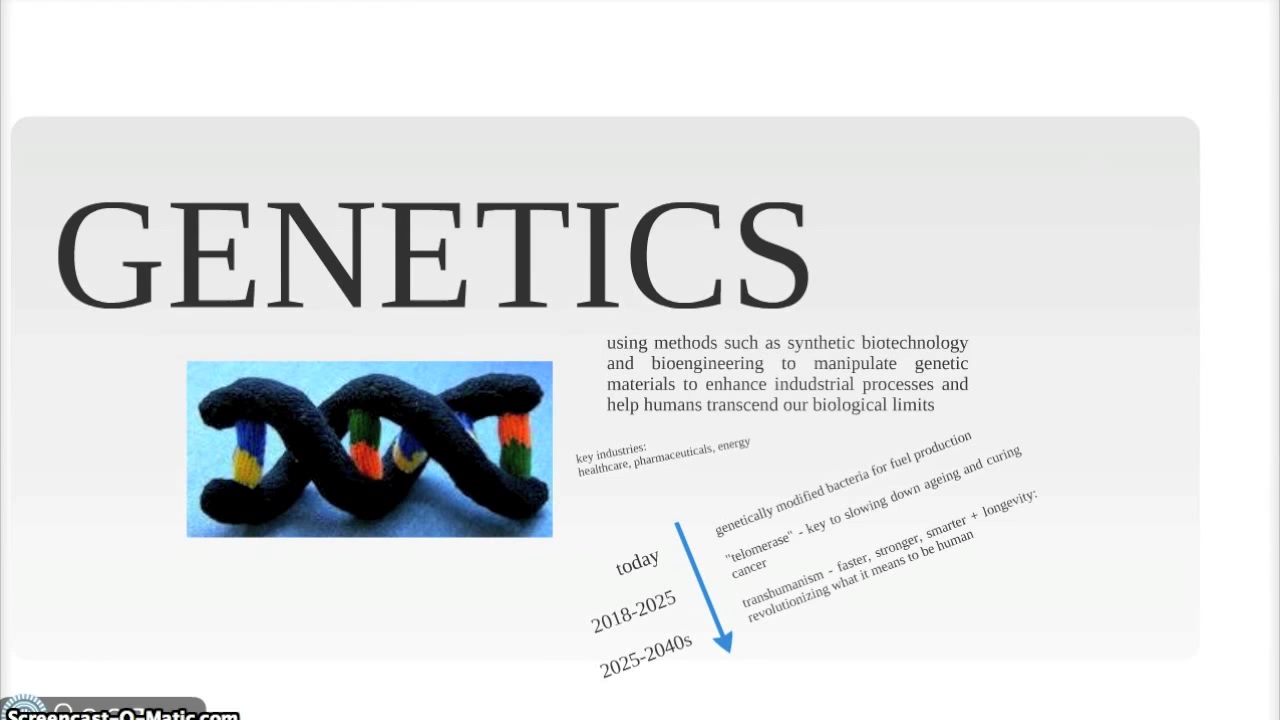 GENETICS
using methods such as synthetic biotechnology
and bioengineering to manipulate genetic
materials to enhance indudstrial processes and
help humans transcend our biological limits
key industries:
healthcare, pharmaceuticals, energy
genetically modified bacteria for fuel production
"telomerase" - key to slowing down ageing and curing
cancer
transhumanism - faster, stronger, smarter + longevity:
revolutionizing what it means to be human
today
2018-2025
2025-2040s
Screencast-O-Matic.com